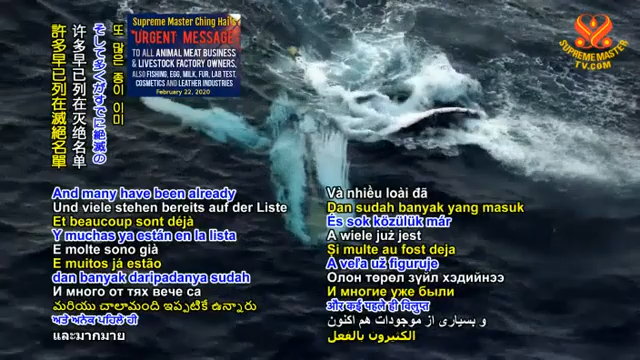 Supreme Master Ching Hai's
"URGENT MESSAGE"
TO ALL ANIMAL MEAT BUSINESS
& LIVESTOCK FACTORY OWNERS,
ALSO FISHING, EGG, MILK, FUR, LAB TEST,
COSMETICS AND LEATHER INDUSTRIES
February 22, 2020
SUPREME MASTER
TV.COM
또 많은 종이 이미
そして多くがすでに絶滅の
许多早已列在灭绝名单
許多早已列在滅絕名單
And many have been already
Und viele stehen bereits auf der Liste
Et beaucoup sont déjà
Y muchas ya están en la lista
E molte sono già
E muitos já estão
dan banyak daripadanya sudah
И много от тях вече са
మరియు చాలామంది ఇప్పటికే ఉన్నారు
ਅਤੇ ਅਨੇਕ ਪਹਿਲੇ ਹੀ
และมากมาย
Và nhiều loài đã
Dan sudah banyak yang masuk
És sok közülük már
A wiele już jest
Și multe au fost deja
A veľa už figuruje
Олон төрөл зүйл хэдийнээ
И многие уже были
और कई पहले ही विलुप्त
و بسیاری از موجودات هم اکنون
الكثيرون بالفعل